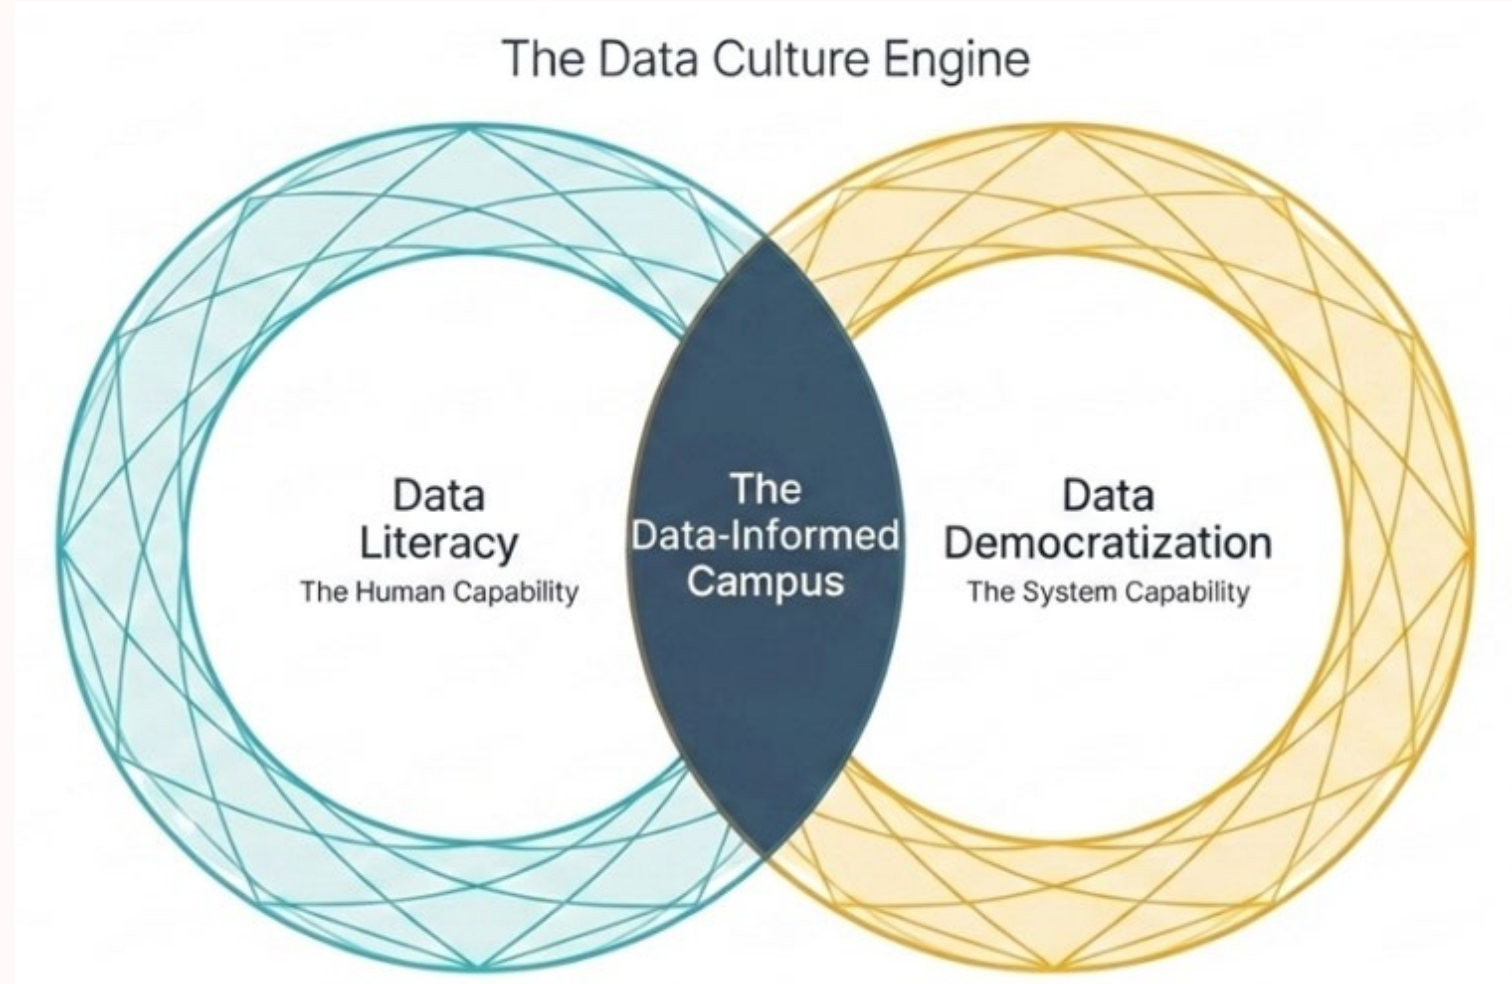 The Data Culture Engine
Data
Literacy
The Human Capability
The
Data-Informed
Campus
Data
Democratization
The System Capability